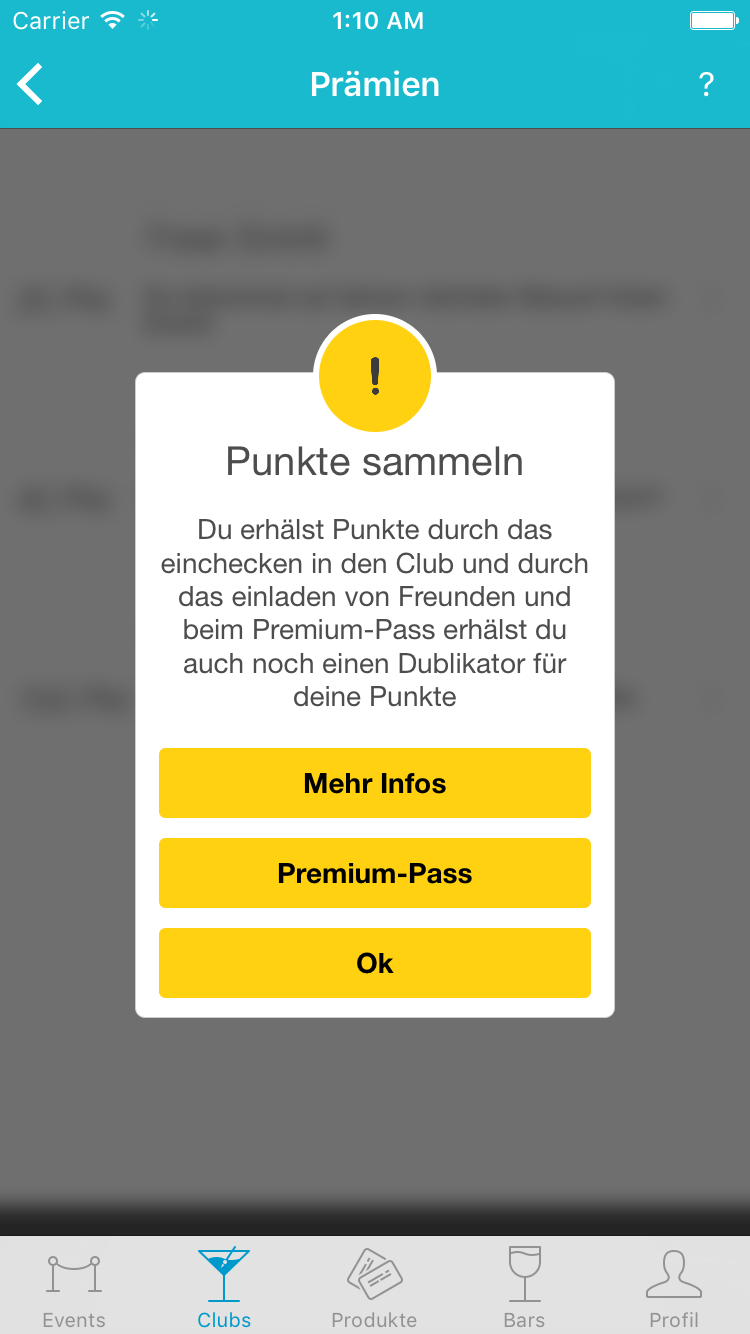 Carrier 1:10 AM
Prämien ?
!
Punkte sammeln
Du erhälst Punkte durch das
einchecken in den Club und durch
das einladen von Freunden und
beim Premium-Pass erhälst du
auch noch einen Dublikator für
deine Punkte
Mehr Infos
Premium-Pass
Ok
Events Clubs Produkte Bars Profil